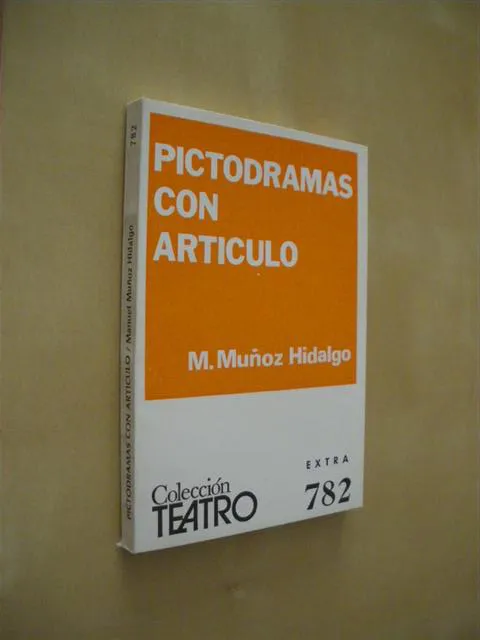 782
PICTODRAMAS CON ARTICULO / Manuel Muñoz Hidalgo
PICTODRAMAS
CON
ARTICULO
M. Muñoz Hidalgo
EXTRA
Colección
TEATRO
782